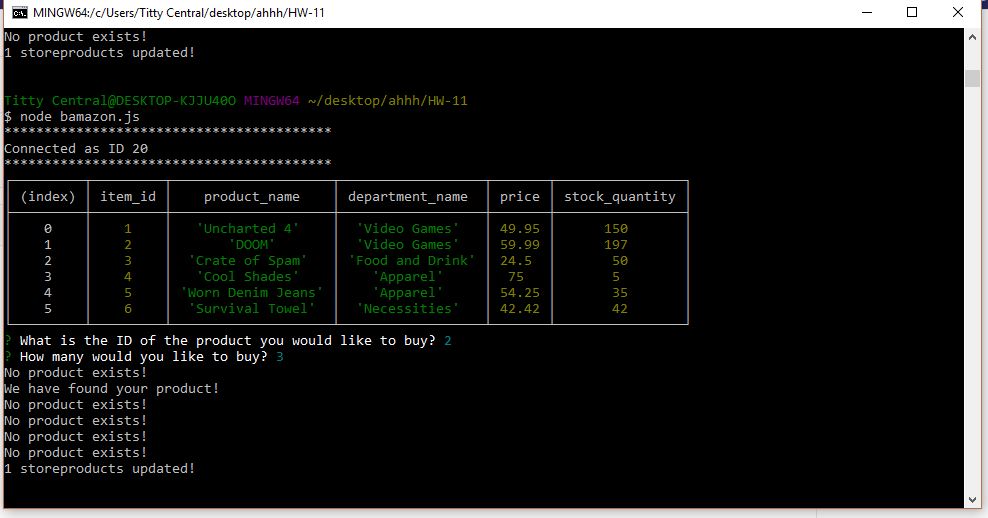 MINGW64:/c/Users/Titty Central/desktop/ahhh/HW-11
No product exists!
1 storeproducts updated!
Titty Central@DESKTOP-KJJU40O MINGW64 ~/desktop/ahhh/HW-11
$ node bamazon.js
*****************************************
Connected as ID 20
*****************************************
(index) item_id product_name department_name price stock_quantity
0 1 'Uncharted 4' 'Video Games' 49.95 150
1 2 'DOOM' 'Video Games' 59.99 197
2 3 'Crate of Spam' 'Food and Drink' 24.5 50
3 4 'Cool Shades' 'Apparel' 75 5
4 5 'Worn Denim Jeans' 'Apparel' 54.25 35
5 6 'Survival Towel' 'Necessities' 42.42 42
? What is the ID of the product you would like to buy? 2
? How many would you like to buy? 3
No product exists!
We have found your product!
No product exists!
No product exists!
No product exists!
No product exists!
1 storeproducts updated!